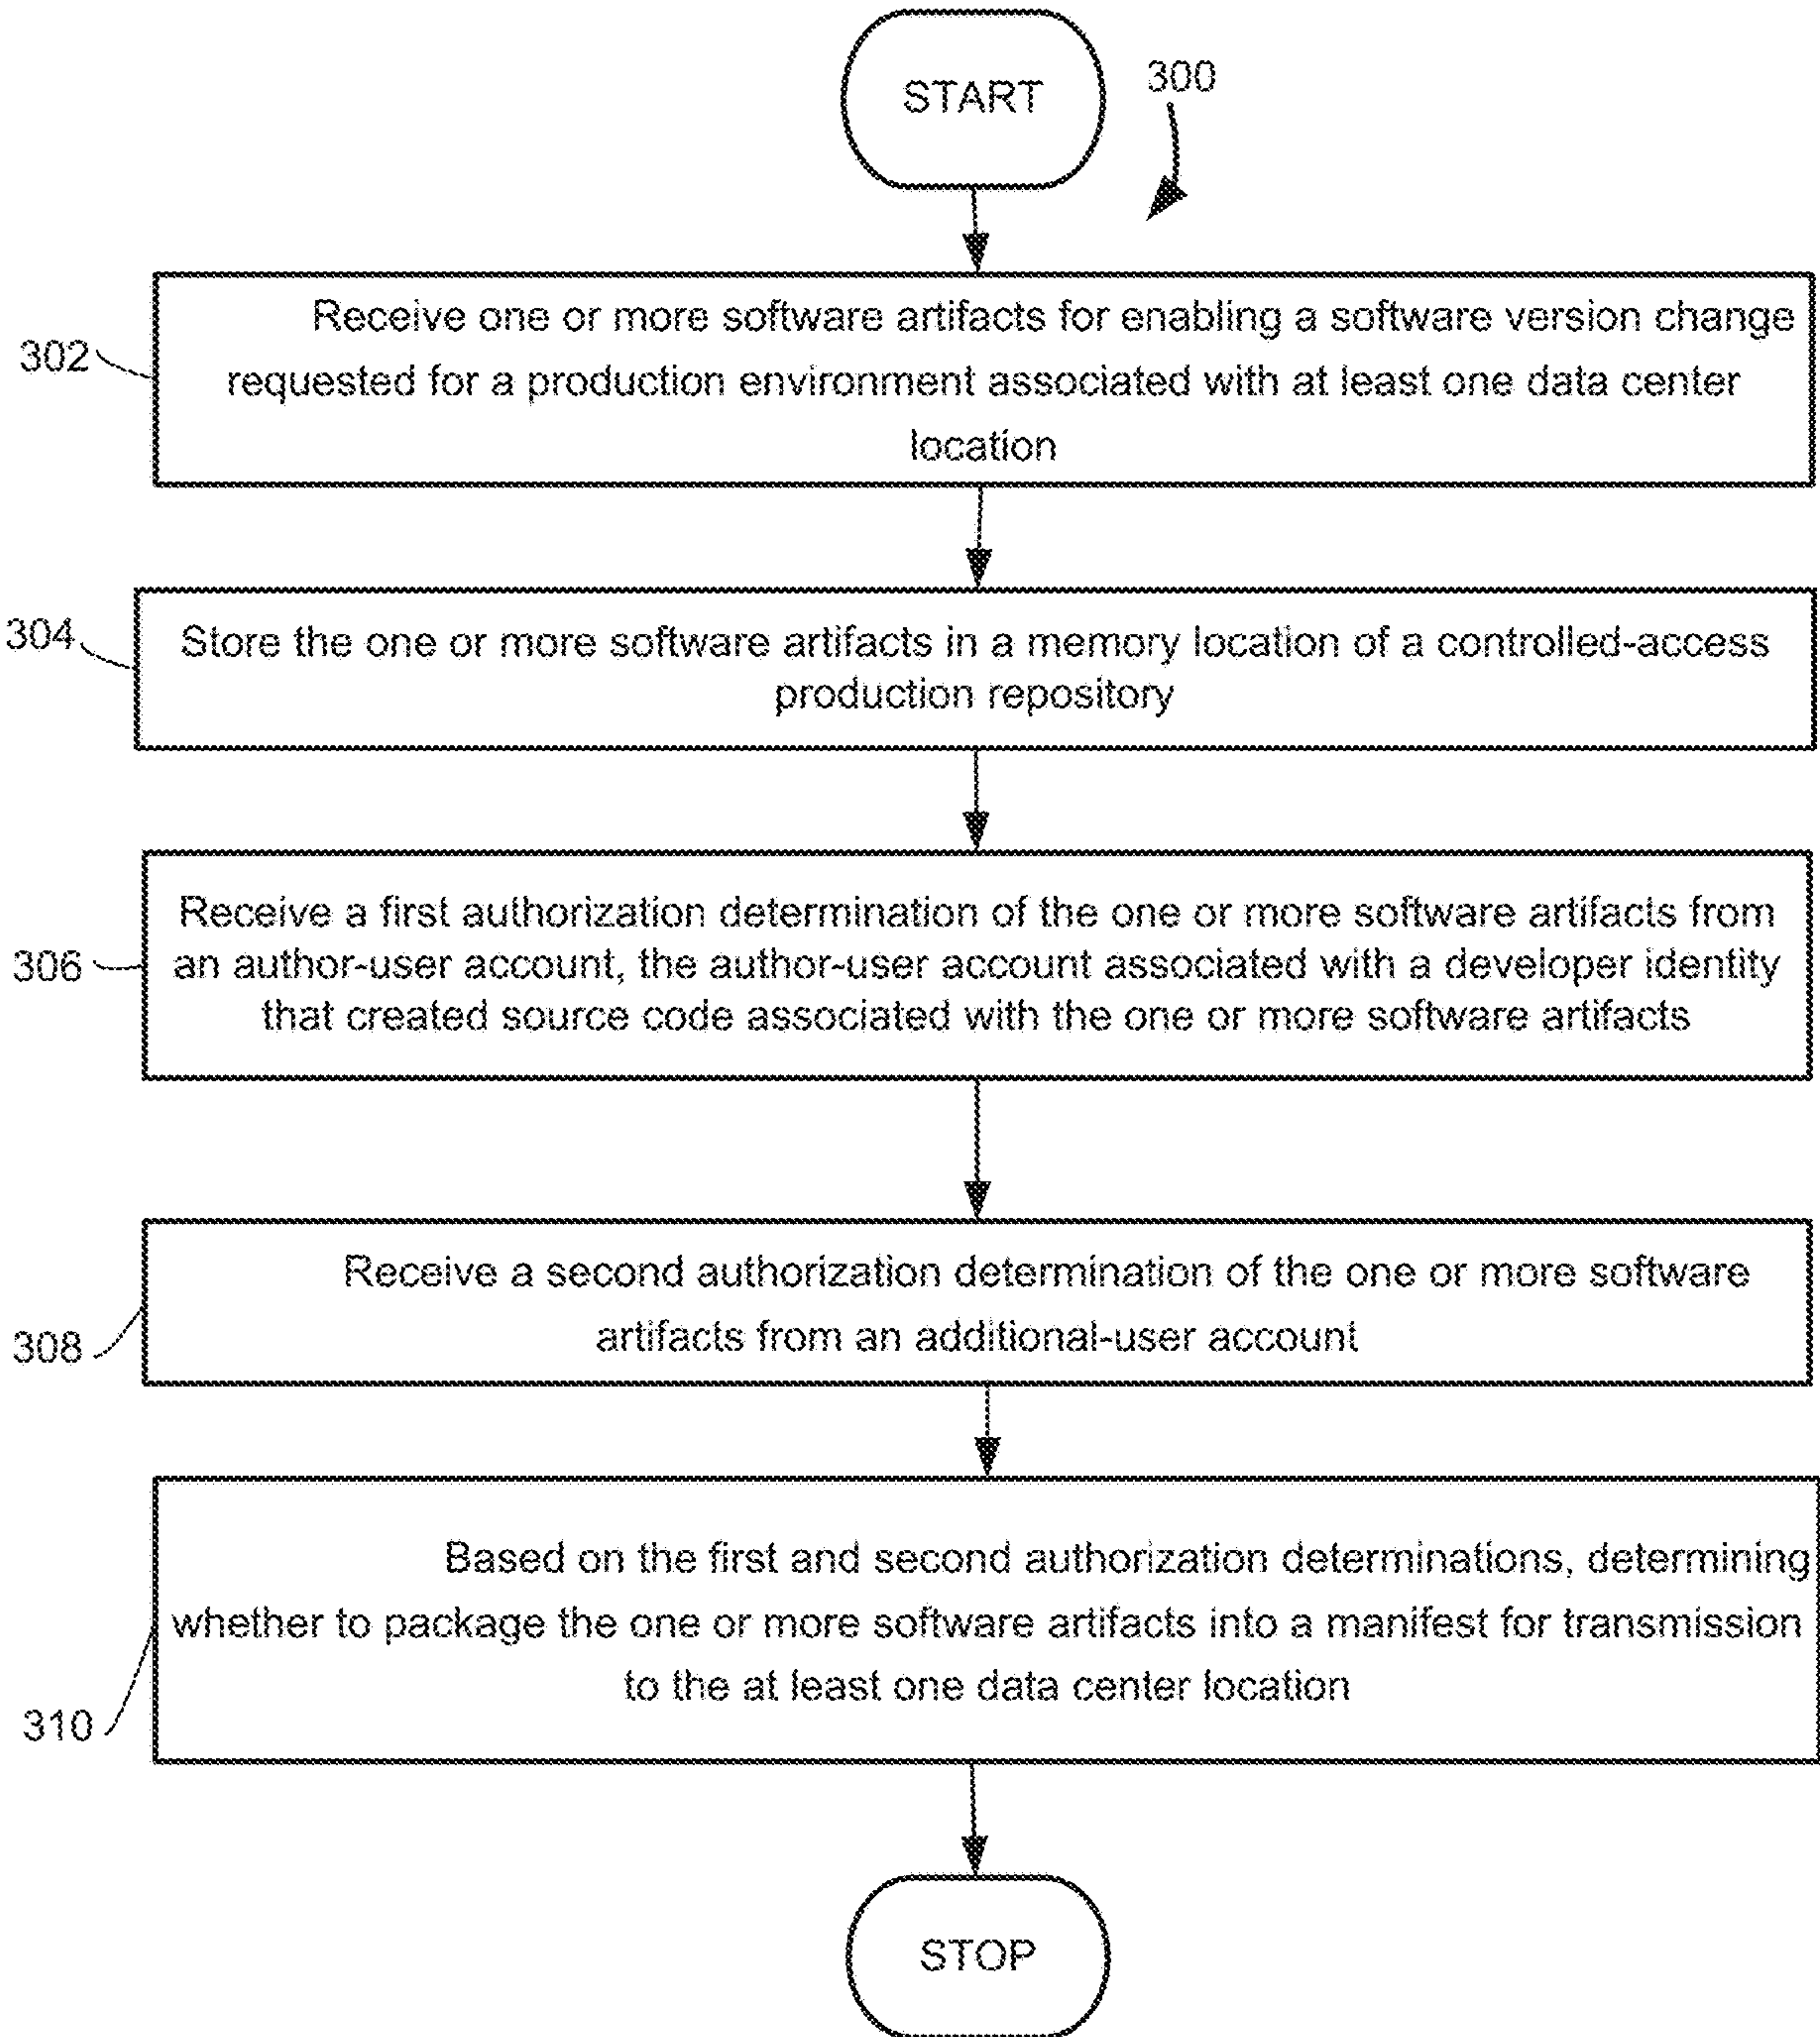 START
300
302
Receive one or more software artifacts for enabling a software version change
requested for a production environment associated with at least one data center
location
304
Store the one or more software artifacts in a memory location of a controlled-access
production repository
306
Receive a first authorization determination of the one or more software artifacts from
an author-user account, the author-user account associated with a developer identity
that created source code associated with the one or more software artifacts
308
Receive a second authorization determination of the one or more software
artifacts from an additional-user account
310
Based on the first and second authorization determinations, determining
whether to package the one or more software artifacts into a manifest for transmission
to the at least one data center location
STOP